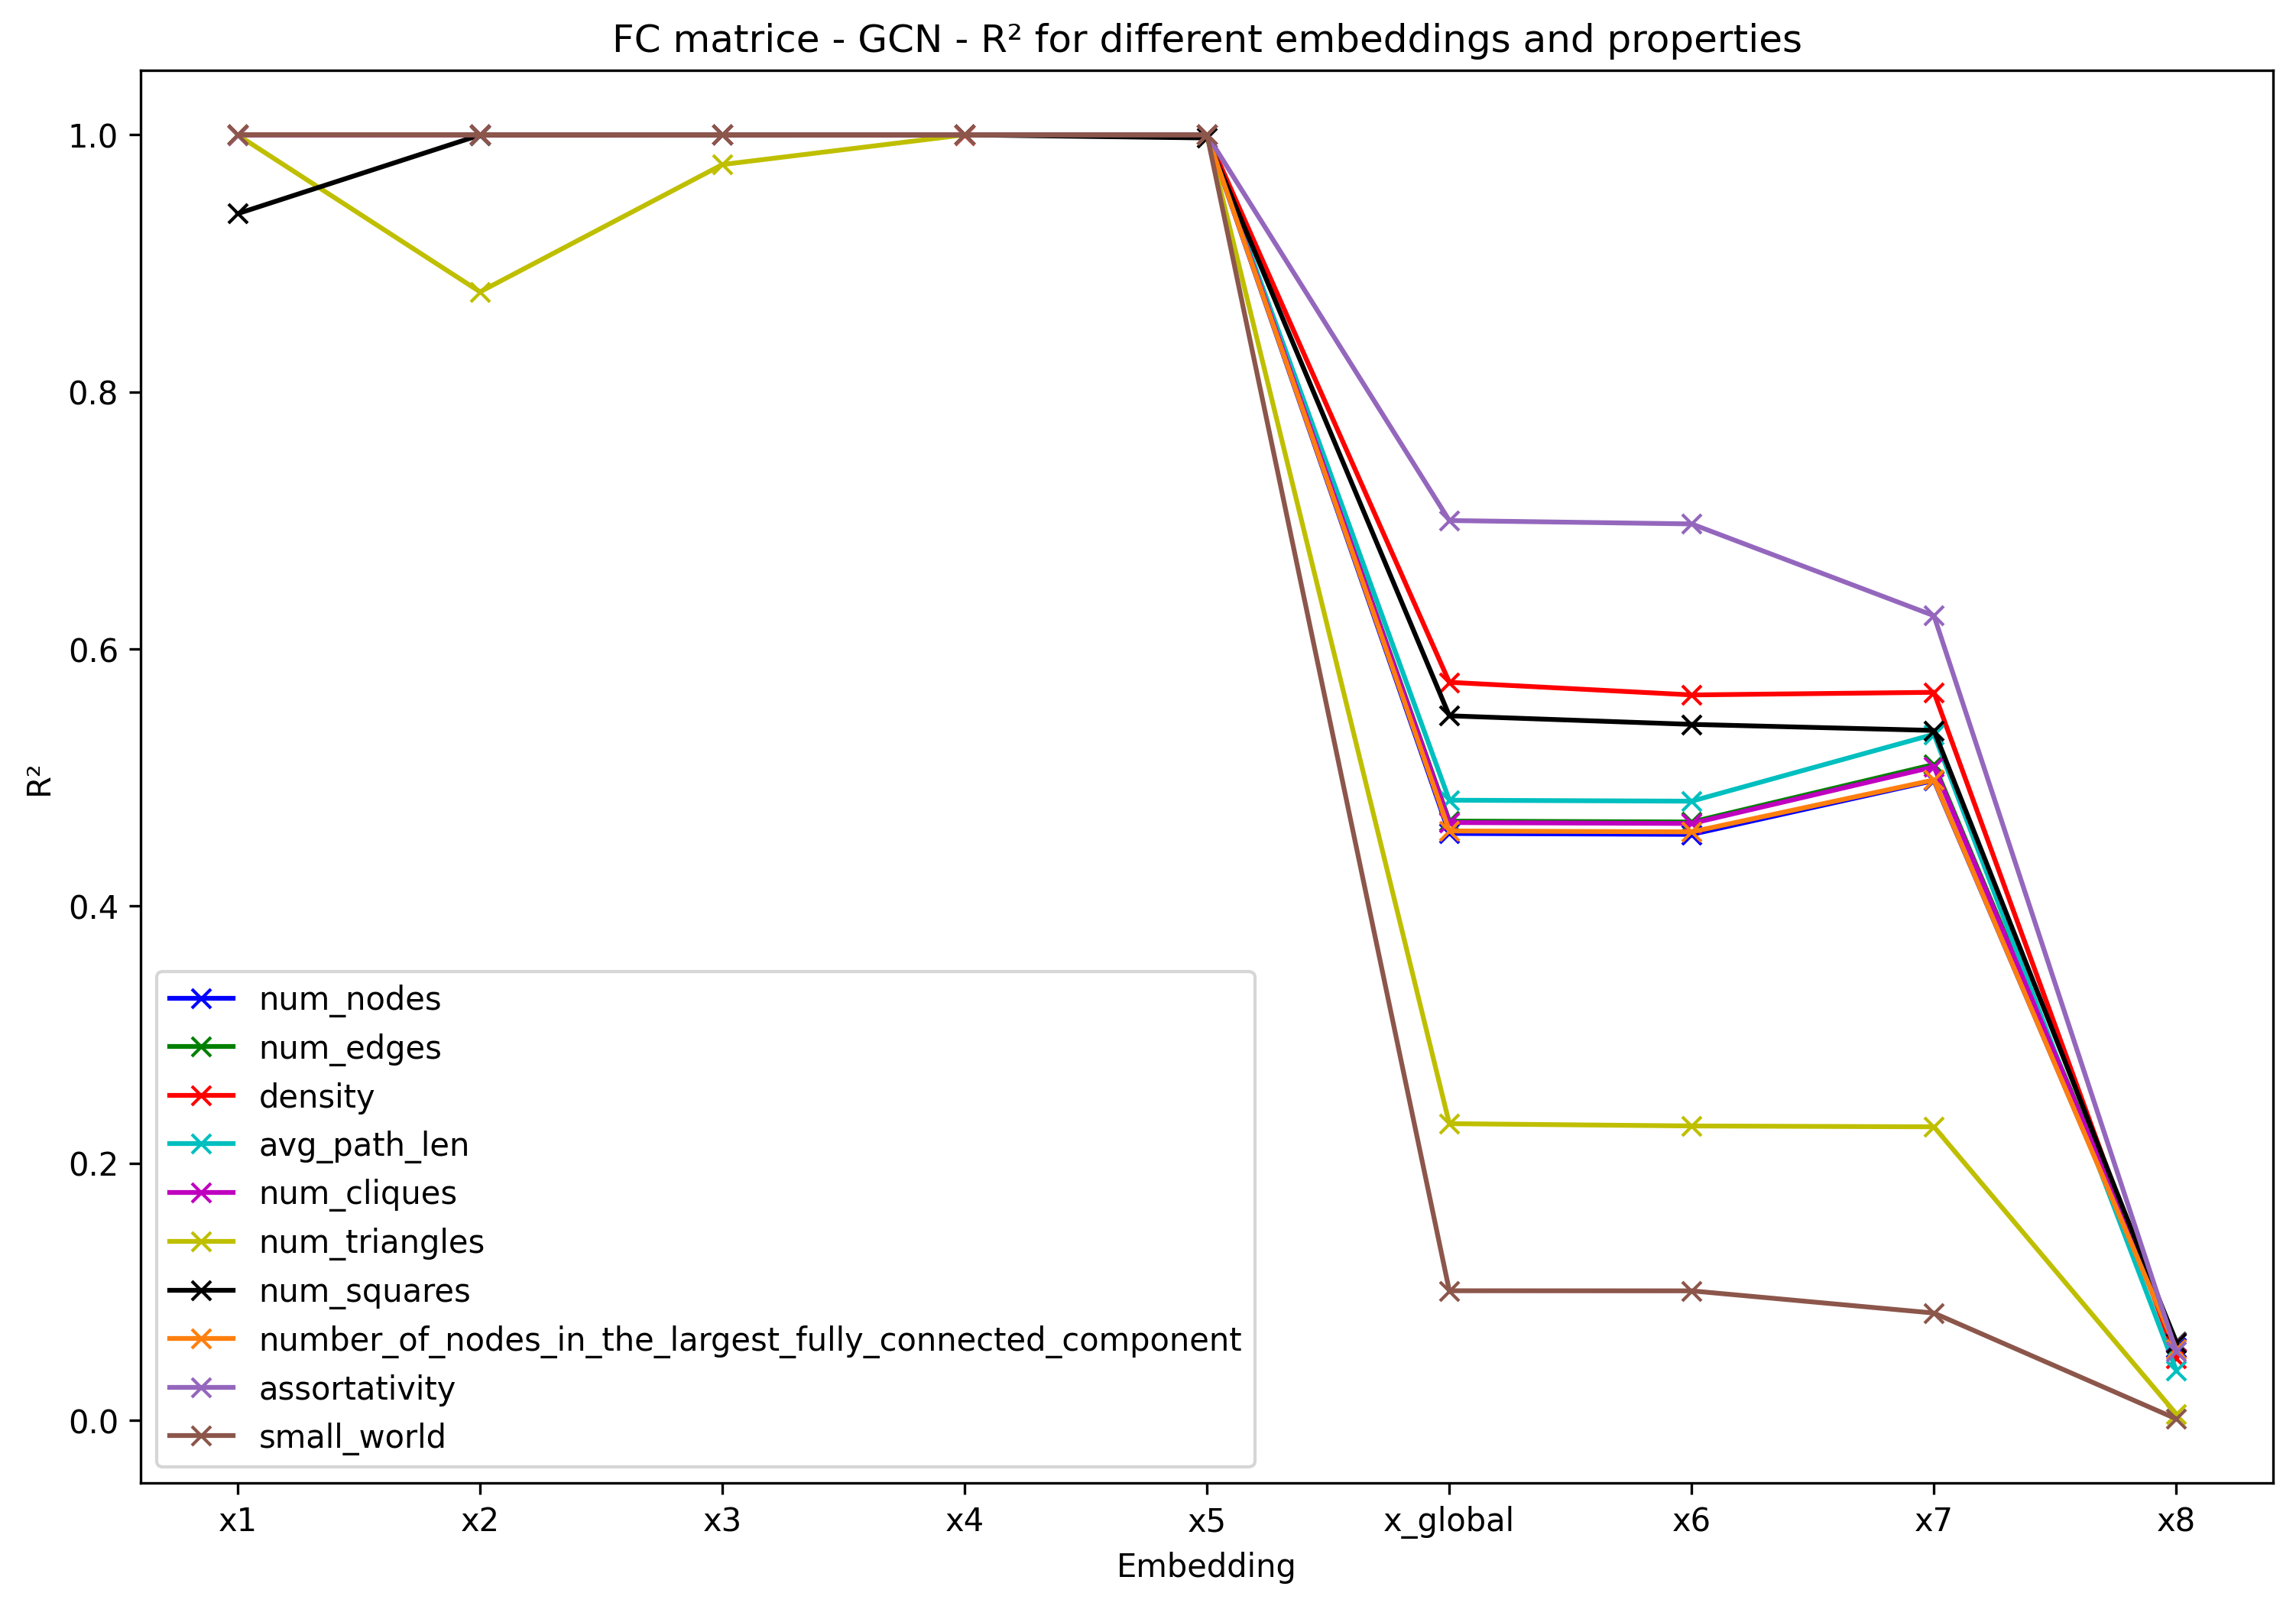 FC matrice - GCN - R² for different embeddings and properties
1.0
0.8
0.6
0.4
0.2
0.0
R²
num_nodes
num_edges
density
avg_path_len
num_cliques
num_triangles
num_squares
number_of_nodes_in_the_largest_fully_connected_component
assortativity
small_world
x1 x2 x3 x4 x5 x_global x6 x7 x8
Embedding